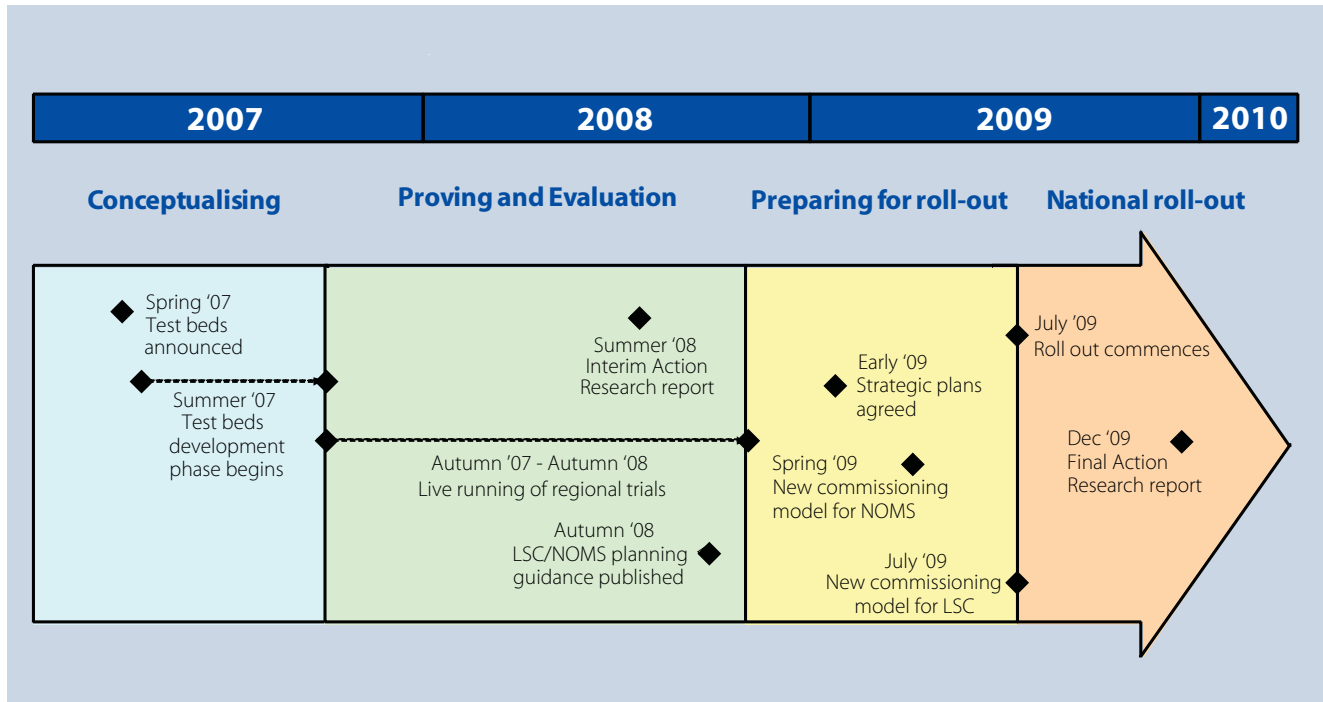 2007
2008
2009
2010
Conceptualising
Proving and Evaluation
Preparing for roll-out
National roll-out
Spring ‘07
Test beds
announced
Summer ‘07
Test beds
development
phase begins
Summer ‘08
Interim Action
Research report
Autumn ‘07 - Autumn ‘08
Live running of regional trials
Autumn ‘08
LSC/NOMS planning
guidance published
Early ‘09
Strategic plans
agreed
Spring ‘09
New commissioning
model for NOMS
July ‘09
New commissioning
model for LSC
July ‘09
Roll out commences
Dec ‘09
Final Action
Research report